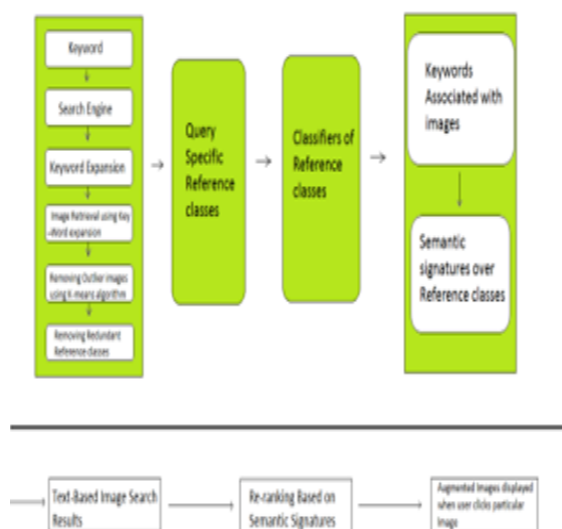 Keyword
Search Engine
Keyword Expansion
Image Retrieval using Key
-Word expansion
Removing Outlier images
using K-means algorithm
Removing Redundant
Reference classes
Query
Specific
Reference
classes
Classifiers of
Reference
classes
Keywords
Associated with
images
Semantic
signatures over
Reference classes
Text-Based Image Search
Results
Re-ranking Based on
Semantic Signatures
Augmented Images displayed
when user clicks particular
Image